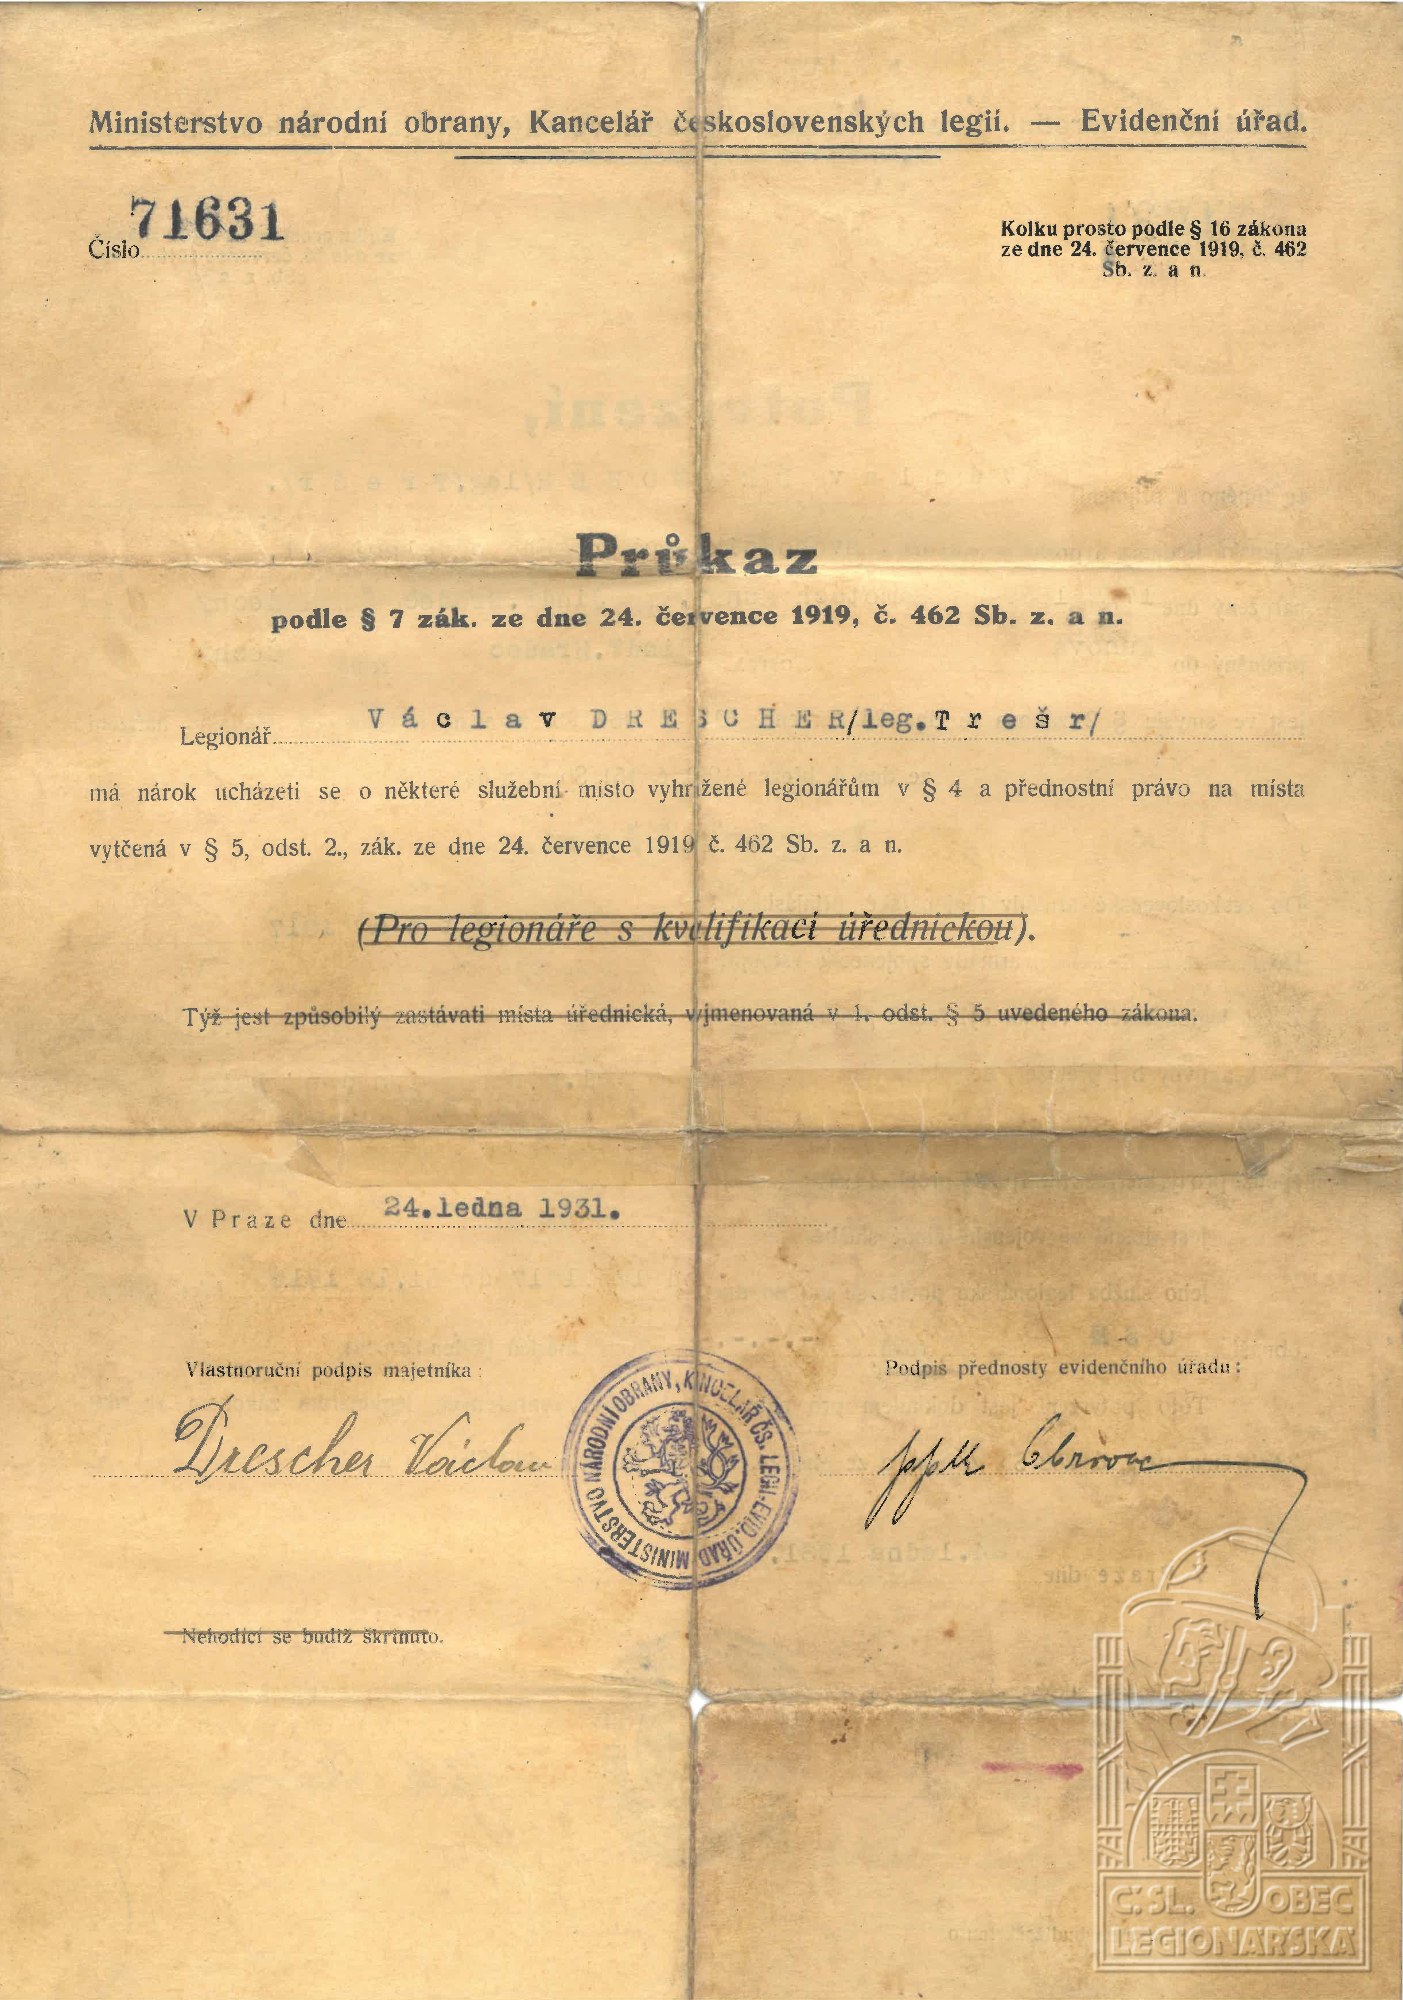 Ministerstvo národní obrany, Kancelář československých legií. — Evidenční úřad.
71631
Číslo
Kolku prosto podle § 16 zákona
ze dne 24. července 1919, č. 462
Sb. z. a n.
Průkaz
podle § 7 zák. ze dne 24. července 1919, č. 462 Sb. z. a n.
Legionář Václav DRESCHER/leg.Trešr/
má nárok ucházeti se o některé služební místo vyhražené legionářům v § 4 a přednostní právo na místa
vytčená v § 5, odst. 2., zák. ze dne 24. července 1919 č. 462 Sb. z. a n.
(Pro legionáře s kvalifikací úřednickou).
Týž jest způsobilý zastávati místa úřednická, vyjmenovaná v 1. odst. § 5 uvedeného zákona.
V Praze dne 24.ledna 1931.
Vlastnoruční podpis majetníka:
Podpis přednosty evidenčního úřadu:
Drescher Václav
pplk
MINISTERSTVO NÁRODNÍ OBRANY, KANCELÁŘ ČS. LEGIÍ-EVID. ÚŘAD
Nehodící se budiž škrtnuto.
Č.SL. OBEC
LEGIONÁŘSKÁ